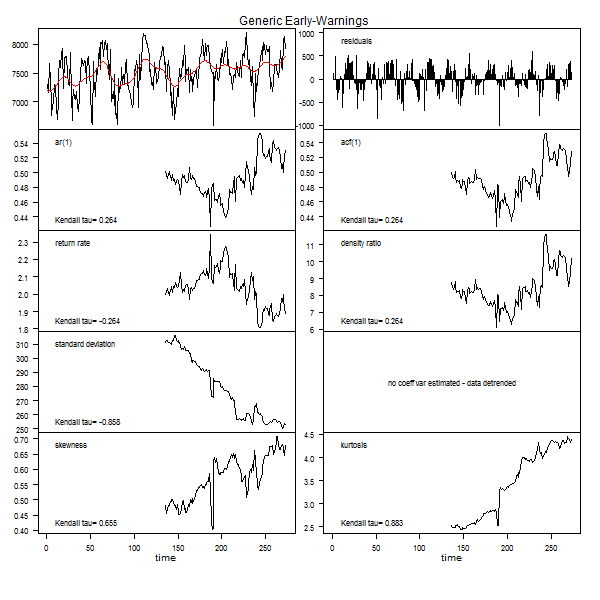 Generic Early-Warnings
8000
7500
7000
residuals
1000
500
0
-500
-1000
ar(1)
0.54
0.52
0.50
0.48
0.46
0.44
Kendall tau= 0.264
acf(1)
0.54
0.52
0.50
0.48
0.46
0.44
Kendall tau= 0.264
return rate
2.3
2.2
2.1
2.0
1.9
1.8
Kendall tau= -0.264
density ratio
11
10
9
8
7
6
Kendall tau= 0.264
standard deviation
310
300
290
280
270
260
250
Kendall tau= -0.858
no coeff var estimated - data detrended
skewness
0.70
0.65
0.60
0.55
0.50
0.45
0.40
Kendall tau= 0.655
0 50 100 150 200 250
time
kurtosis
4.5
4.0
3.5
3.0
2.5
Kendall tau= 0.883
0 50 100 150 200 250
time